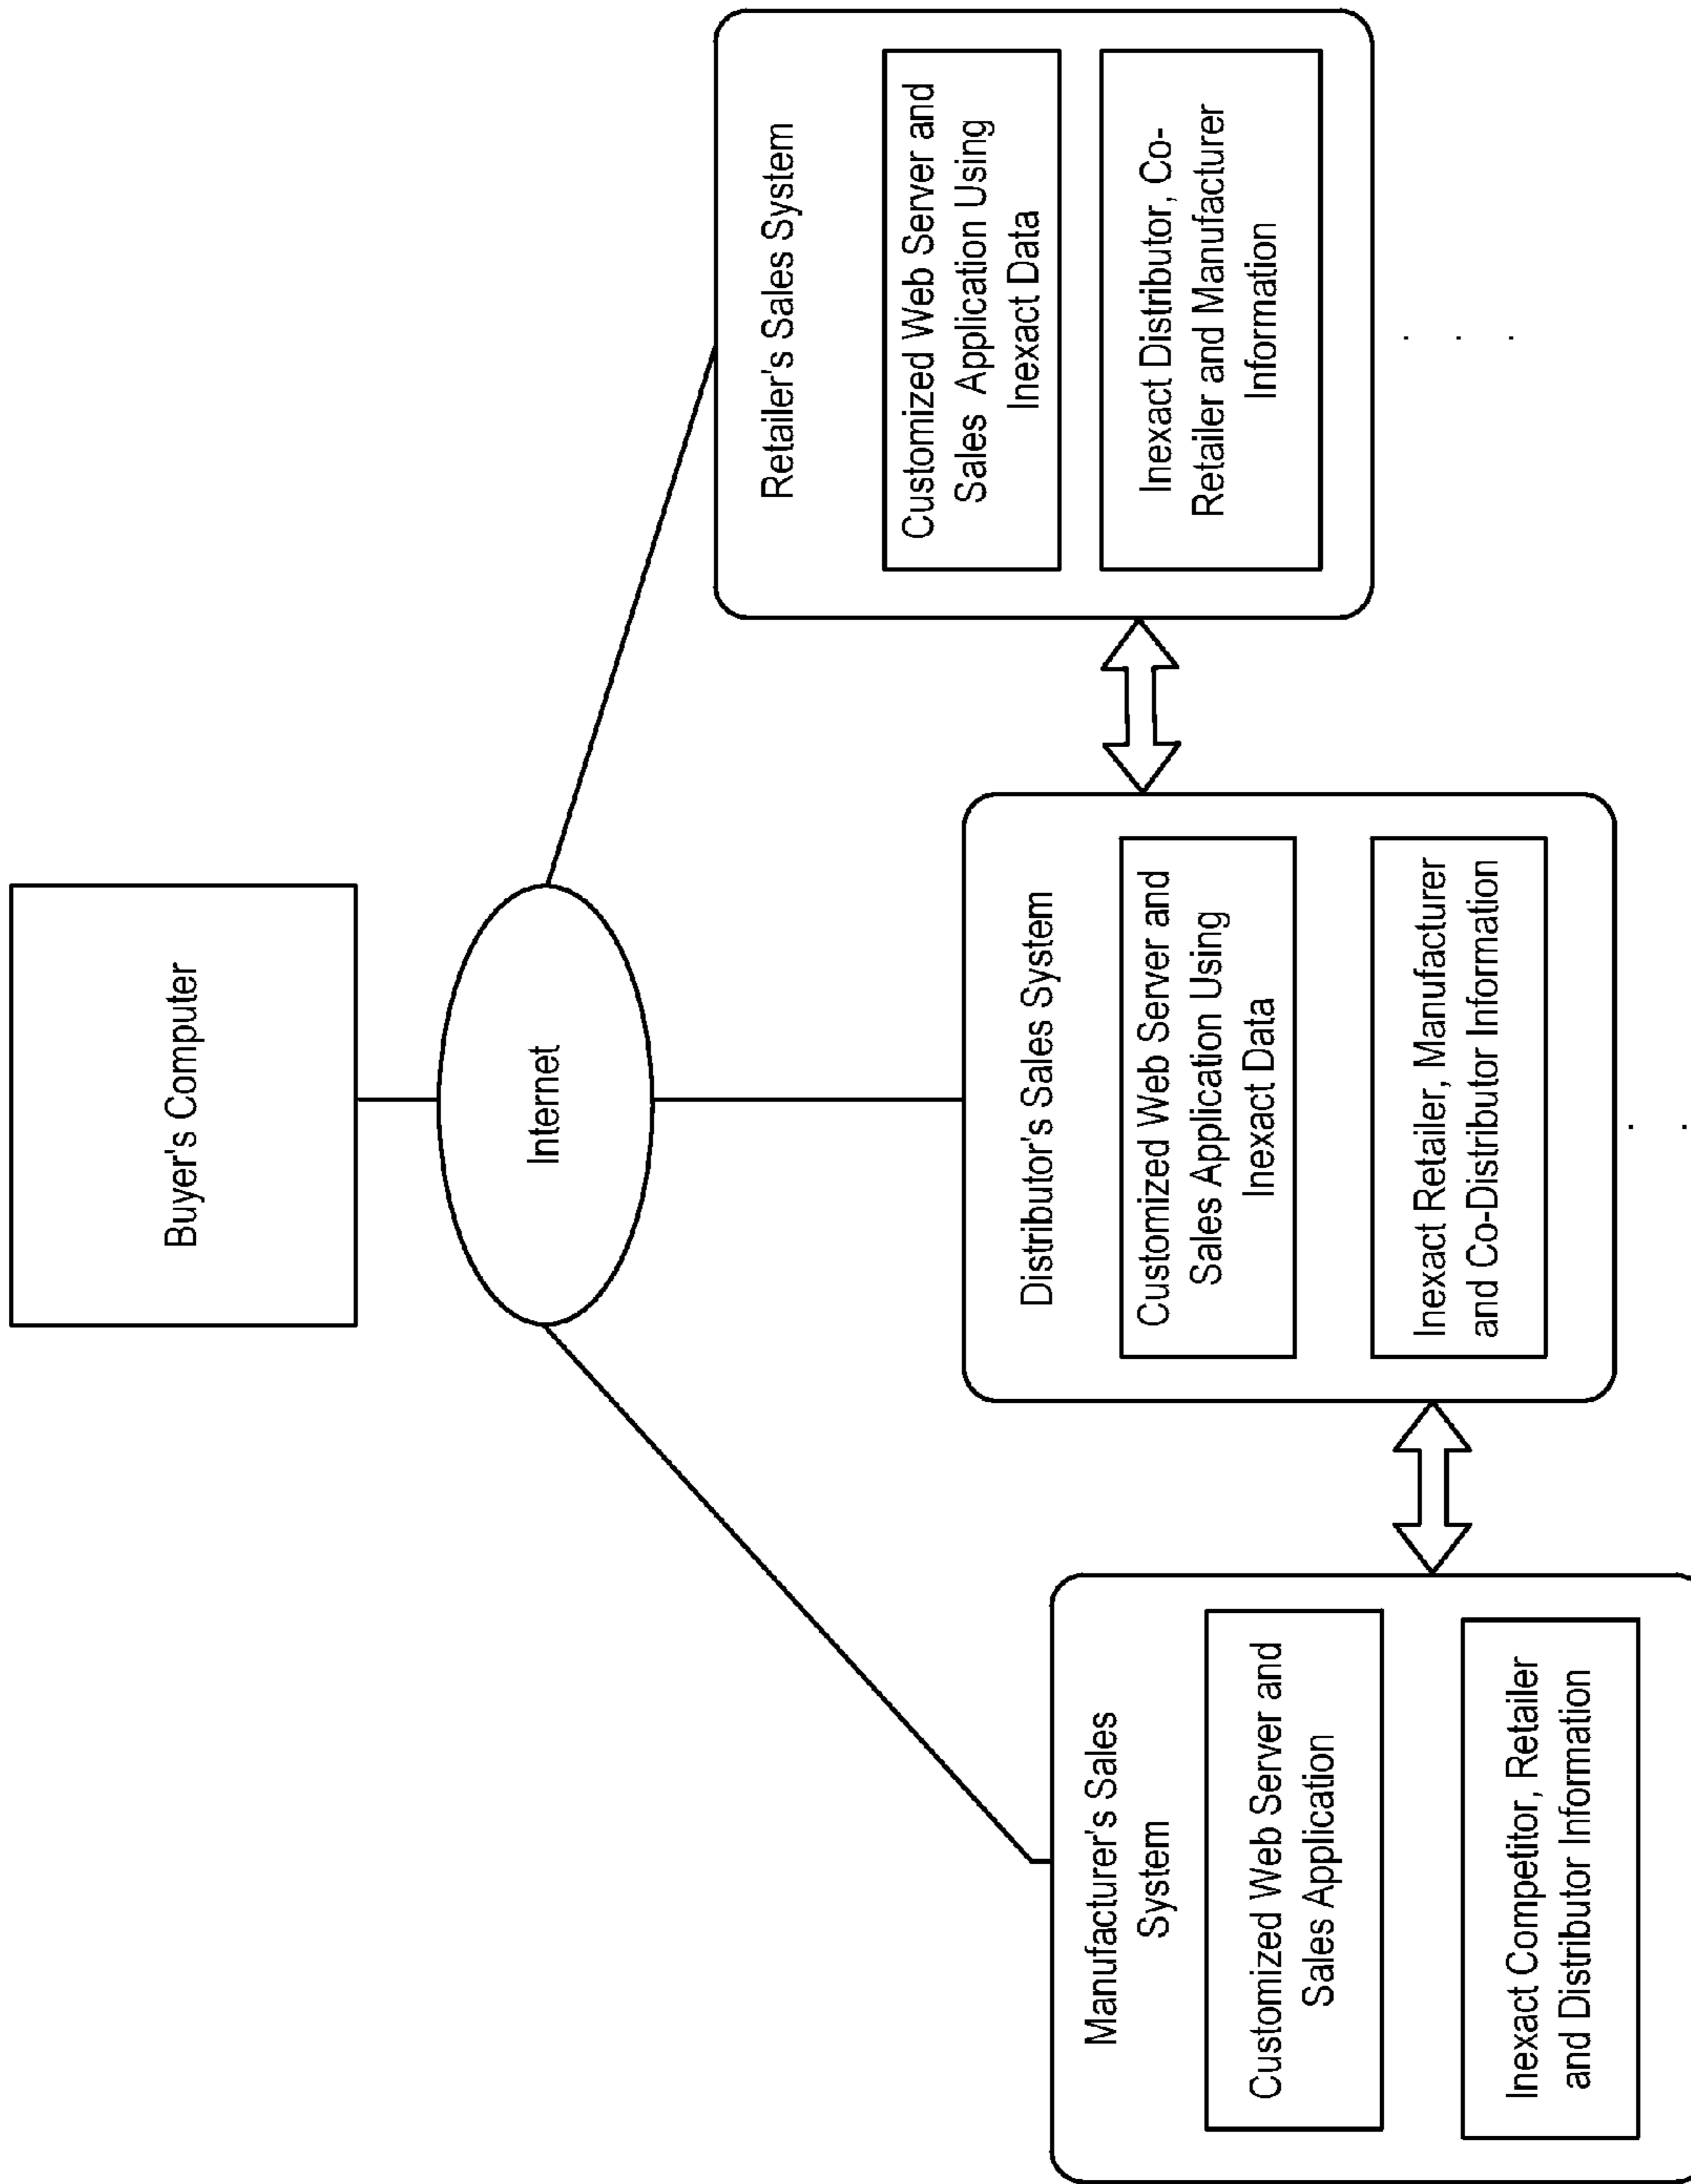 Buyer's Computer
Internet
Manufacturer's Sales
System
Customized Web Server and
Sales Application
Inexact Competitor, Retailer
and Distributor Information
Distributor's Sales System
Customized Web Server and
Sales Application Using
Inexact Data
Inexact Retailer, Manufacturer
and Co-Distributor Information
Retailer's Sales System
Customized Web Server and
Sales Application Using
Inexact Data
Inexact Distributor, Co-
Retailer and Manufacturer
Information